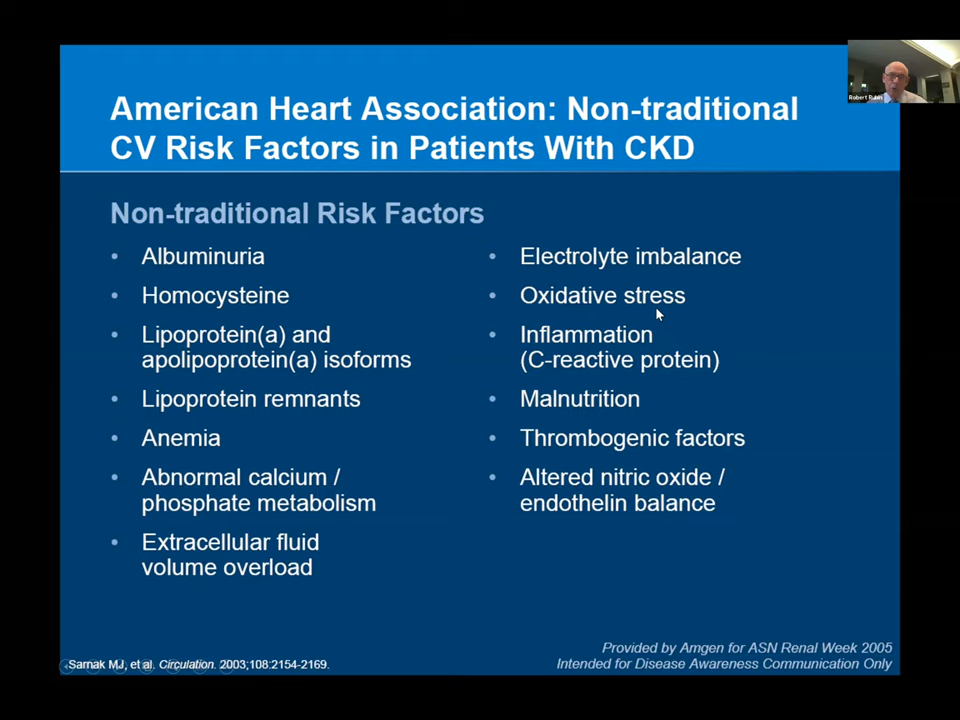 American Heart Association: Non-traditional
CV Risk Factors in Patients With CKD
Non-traditional Risk Factors
• Albuminuria
• Homocysteine
• Lipoprotein(a) and
apolipoprotein(a) isoforms
• Lipoprotein remnants
• Anemia
• Abnormal calcium /
phosphate metabolism
• Extracellular fluid
volume overload
• Electrolyte imbalance
• Oxidative stress
• Inflammation
(C-reactive protein)
• Malnutrition
• Thrombogenic factors
• Altered nitric oxide /
endothelin balance
Sarnak MJ, et al. Circulation. 2003;108:2154-2169.
Provided by Amgen for ASN Renal Week 2005
Intended for Disease Awareness Communication Only
Robert Rubin